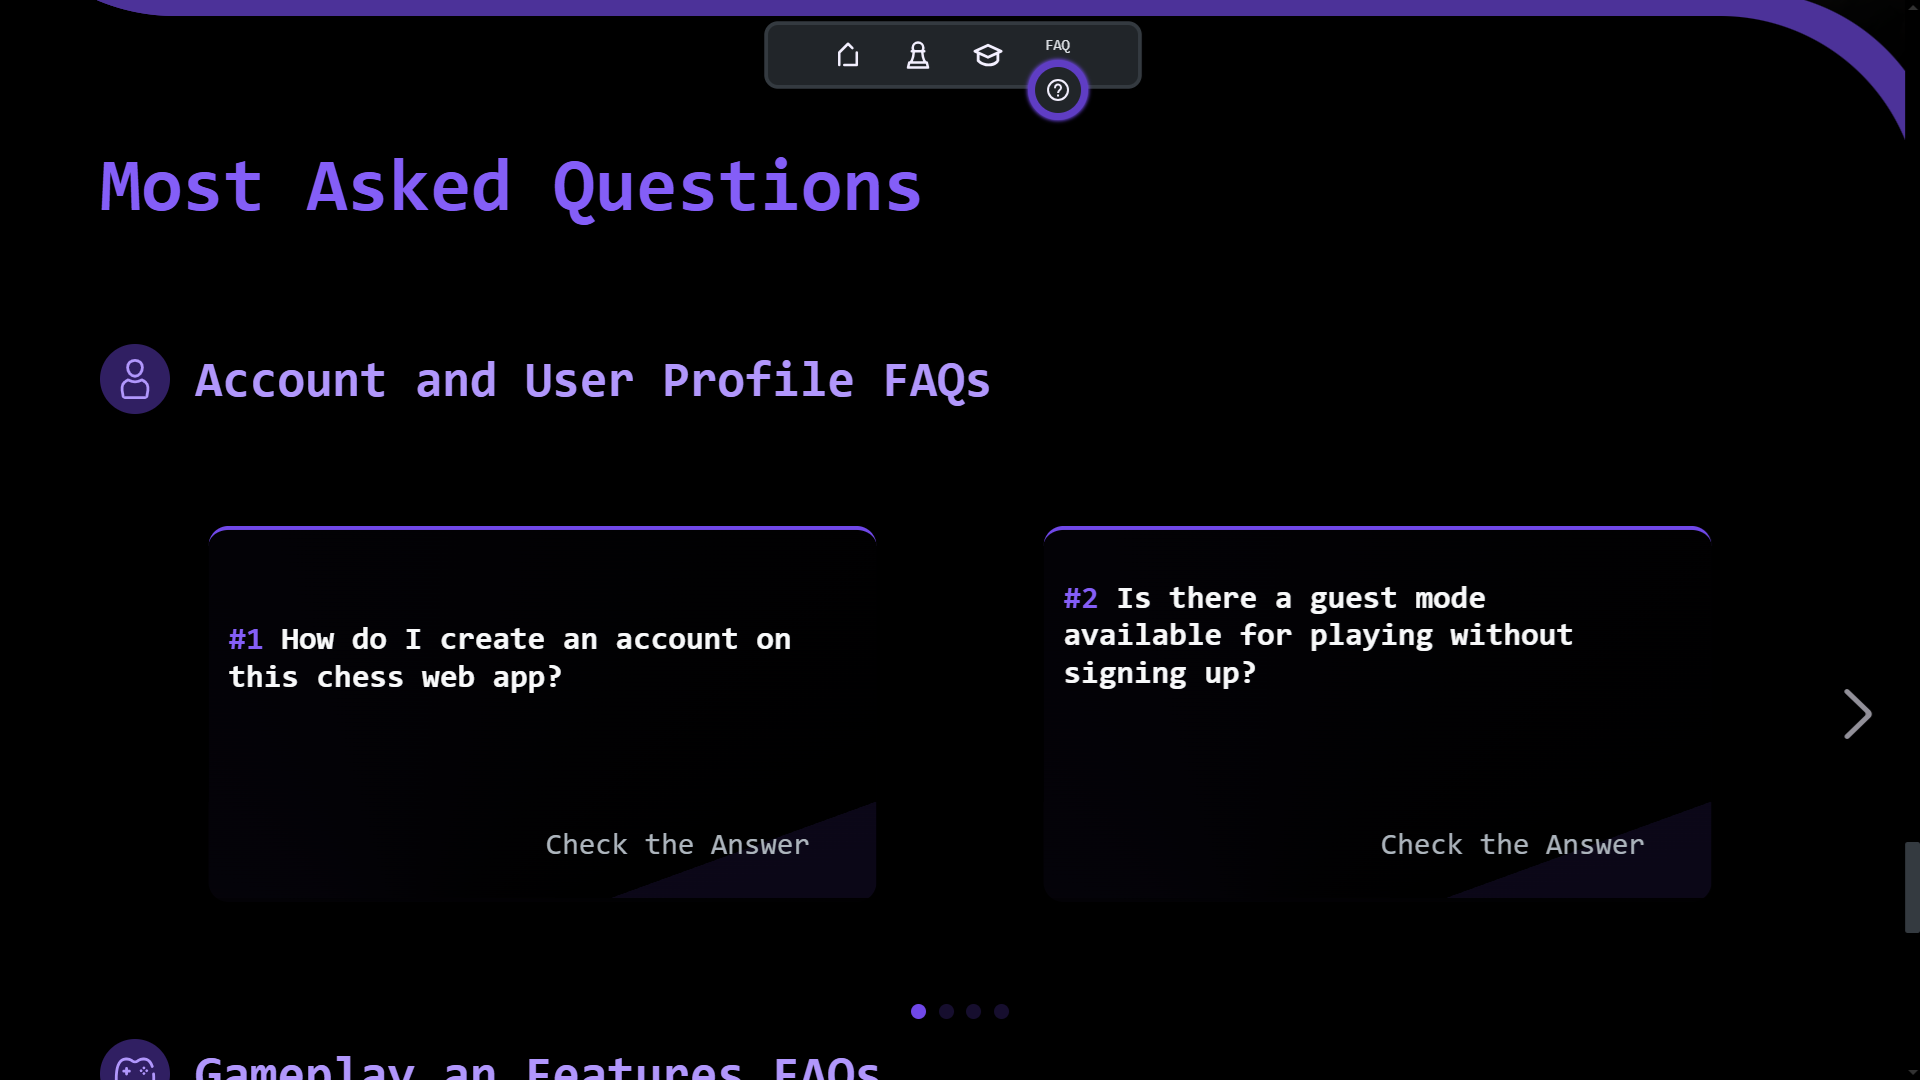 FAQ
Most Asked Questions
Account and User Profile FAQs
#1 How do I create an account on
this chess web app?
Check the Answer
#2 Is there a guest mode
available for playing without
signing up?
Check the Answer
Gameplay an Features FAQs